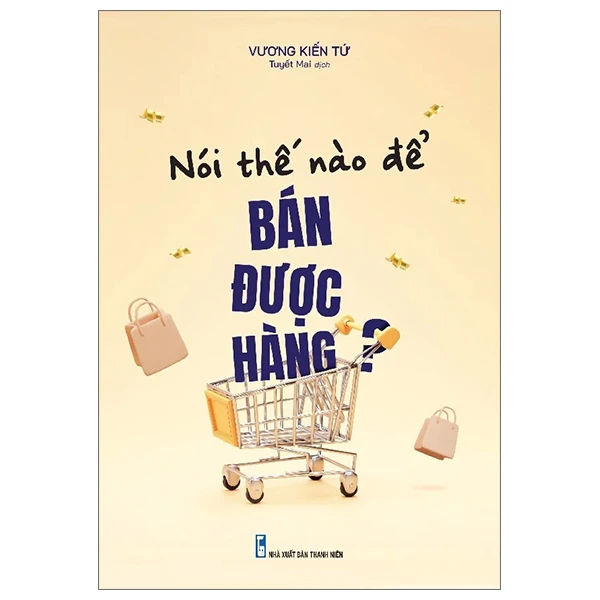 VƯƠNG KIẾN TỨ
Tuyết Mai dịch
Nói thế nào để
BÁN
ĐƯỢC
HÀNG ?
NHÀ XUẤT BẢN THANH NIÊN